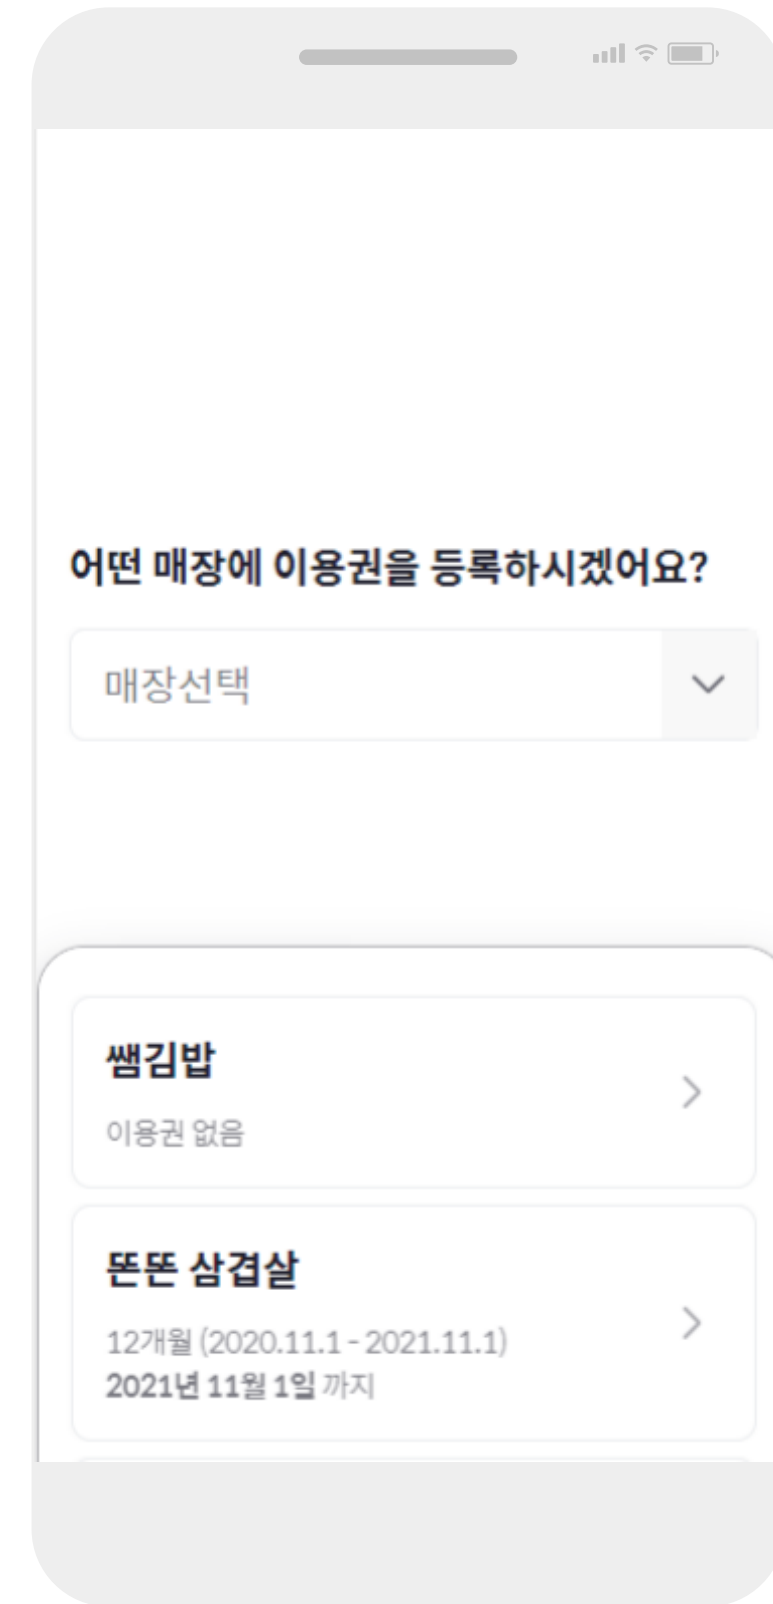 어떤 매장에 이용권을 등록하시겠어요?
매장선택
쌤김밥
이용권 없음
똔똔 삼겹살
12개월 (2020.11.1 - 2021.11.1)
2021년 11월 1일 까지